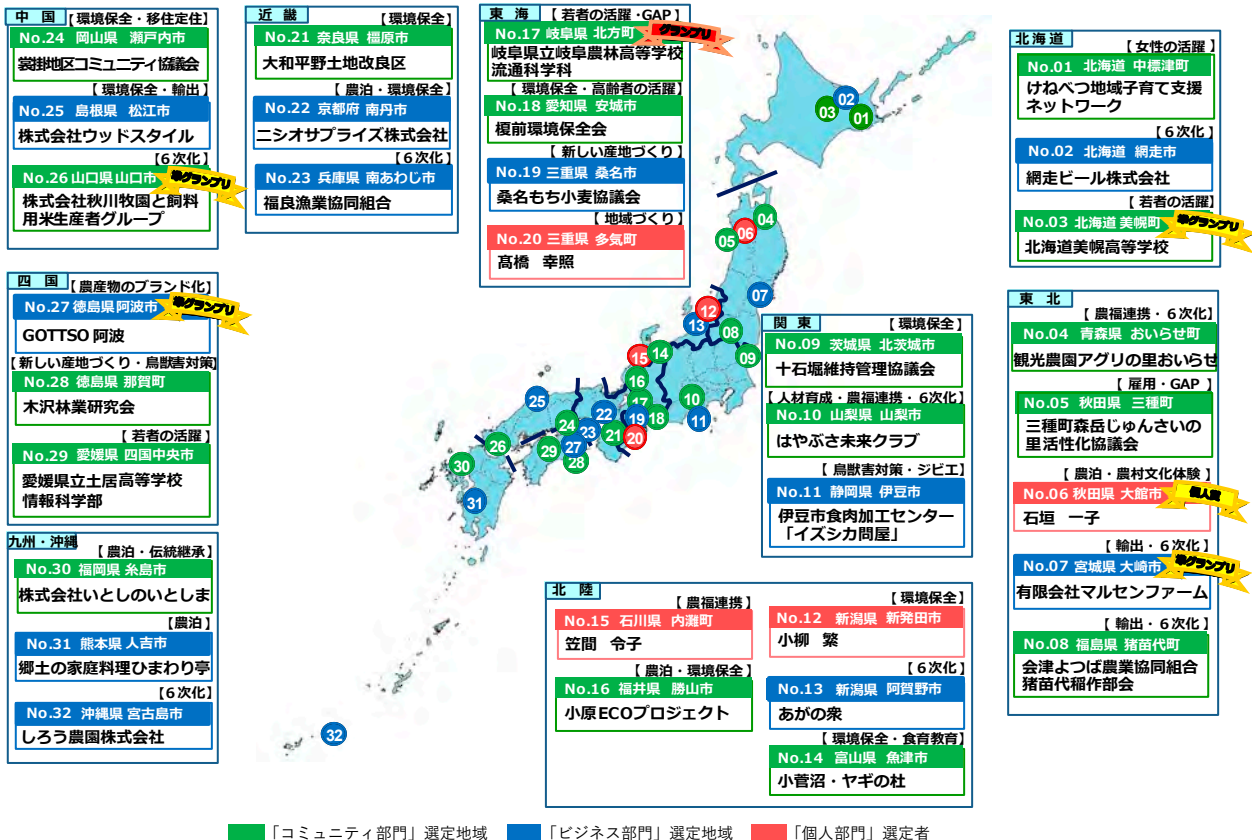 中国
【環境保全・移住定住】
No.24 岡山県 瀬戸内市
裳掛地区コミュニティ協議会
【環境保全・輸出】
No.25 島根県 松江市
株式会社ウッドスタイル
【6次化】
No.26 山口県 山口市
準グランプリ
株式会社秋川牧園と飼料
用米生産者グループ
四国
【農産物のブランド化】
No.27 徳島県 阿波市
準グランプリ
GOTTSO 阿波
【新しい産地づくり・鳥獣害対策】
No.28 徳島県 那賀町
木沢林業研究会
【若者の活躍】
No.29 愛媛県 四国中央市
愛媛県立土居高等学校
情報科学部
九州・沖縄
【農泊・伝統継承】
No.30 福岡県 糸島市
株式会社いとしのいとしま
【農泊】
No.31 熊本県 人吉市
郷土の家庭料理ひまわり亭
【6次化】
No.32 沖縄県 宮古島市
しろう農園株式会社
近畿
【環境保全】
No.21 奈良県 橿原市
大和平野土地改良区
【農泊・環境保全】
No.22 京都府 南丹市
ニシオサプライズ株式会社
【6次化】
No.23 兵庫県 南あわじ市
福良漁業協同組合
東海
【若者の活躍・GAP】
No.17 岐阜県 北方町
グランプリ
岐阜県立岐阜農林高等学校
流通科学科
【環境保全・高齢者の活躍】
No.18 愛知県 安城市
榎前環境保全会
【新しい産地づくり】
No.19 三重県 桑名市
桑名もち小麦協議会
【地域づくり】
No.20 三重県 多気町
髙橋 幸照
北海道
【女性の活躍】
No.01 北海道 中標津町
けねべつ地域子育て支援
ネットワーク
【6次化】
No.02 北海道 網走市
網走ビール株式会社
【若者の活躍】
No.03 北海道 美幌町
準グランプリ
北海道美幌高等学校
東北
【農福連携・6次化】
No.04 青森県 おいらせ町
観光農園アグリの里おいらせ
【雇用・GAP】
No.05 秋田県 三種町
三種町森岳じゅんさいの
里活性化協議会
【農泊・農村文化体験】
No.06 秋田県 大館市
個人賞
石垣 一子
【輸出・6次化】
No.07 宮城県 大崎市
準グランプリ
有限会社マルセンファーム
【輸出・6次化】
No.08 福島県 猪苗代町
会津よつば農業協同組合
猪苗代稲作部会
関東
【環境保全】
No.09 茨城県 北茨城市
十石堀維持管理協議会
【人材育成・農福連携・6次化】
No.10 山梨県 山梨市
はやぶさ未来クラブ
【鳥獣害対策・ジビエ】
No.11 静岡県 伊豆市
伊豆市食肉加工センター
「イズシカ問屋」
北陸
【農福連携】
No.15 石川県 内灘町
笠間 令子
【農泊・環境保全】
No.16 福井県 勝山市
小原ECOプロジェクト
【環境保全】
No.12 新潟県 新発田市
小柳 繁
【6次化】
No.13 新潟県 阿賀野市
あがの衆
【環境保全・食育教育】
No.14 富山県 魚津市
小菅沼・ヤギの杜
02
03
01
04
06
05
07
12
13
08
15
14
09
16
25
17
10
22
19
18
11
24
23
21
20
26
27
29
28
30
31
32
「コミュニティ部門」選定地域
「ビジネス部門」選定地域
「個人部門」選定者